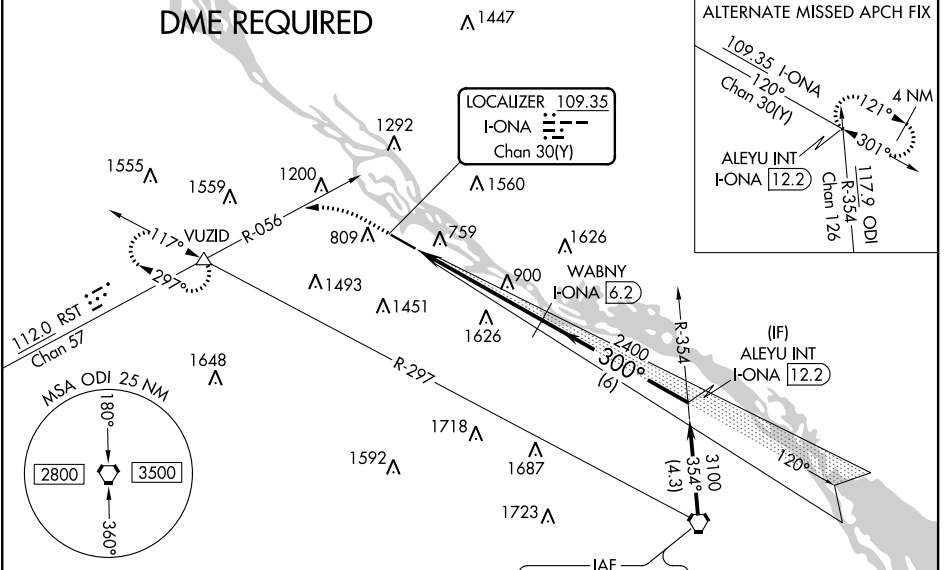 DME REQUIRED
1447
ALTERNATE MISSED APCH FIX
109.35 I-ONA
120°
Chan 30(Y)
4 NM
121°
301°
ALEYU INT
I-ONA 12.2
117.9 ODI
R-354
Chan 126
LOCALIZER 109.35
I-ONA
Chan 30(Y)
1292
1555
1559
1200
1560
VUZID
R-056
117°
297°
809
759
1626
112.0 RST
Chan 57
1493
1451
900
WABNY
I-ONA 6.2
1626
R-354
(IF)
ALEYU INT
I-ONA 12.2
2400
300°
(6)
1648
R-297
MSA ODI 25 NM
180°
2800
3500
360°
1718
1592
1687
1723
3100
354°
(4.3)
120°
IAF